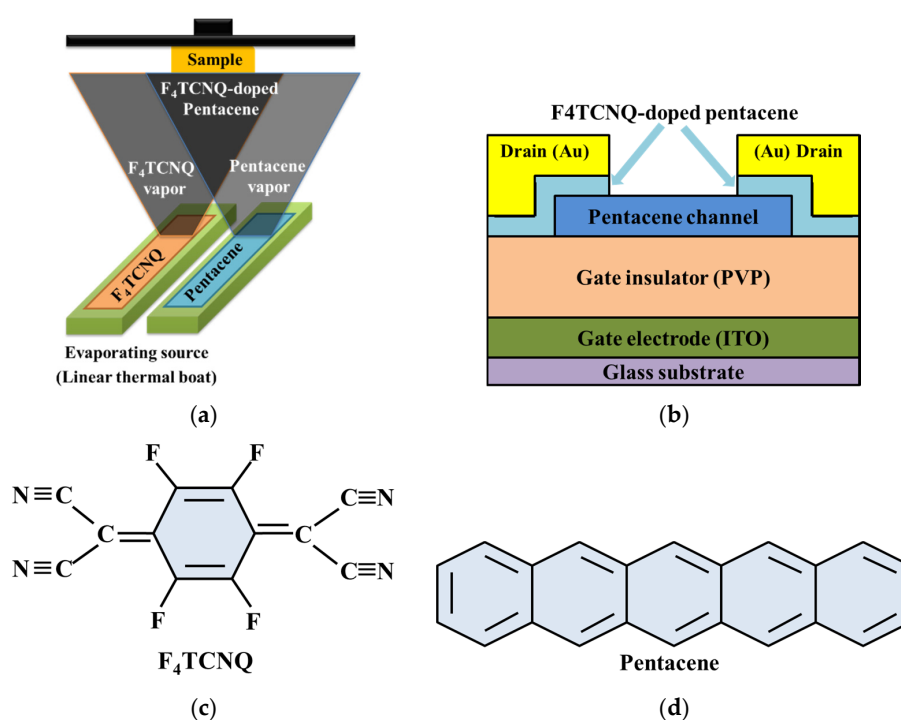 Sample
F₄TCNQ-doped
Pentacene
F₄TCNQ
vapor
Pentacene
vapor
F₄TCNQ
Pentacene
Evaporating source
(Linear thermal boat)
(a)
F4TCNQ-doped pentacene
Drain (Au)
(Au) Drain
Pentacene channel
Gate insulator (PVP)
Gate electrode (ITO)
Glass substrate
(b)
F F
N≡C C≡N
C C
N≡C C≡N
F F
F₄TCNQ
(c)
Pentacene
(d)